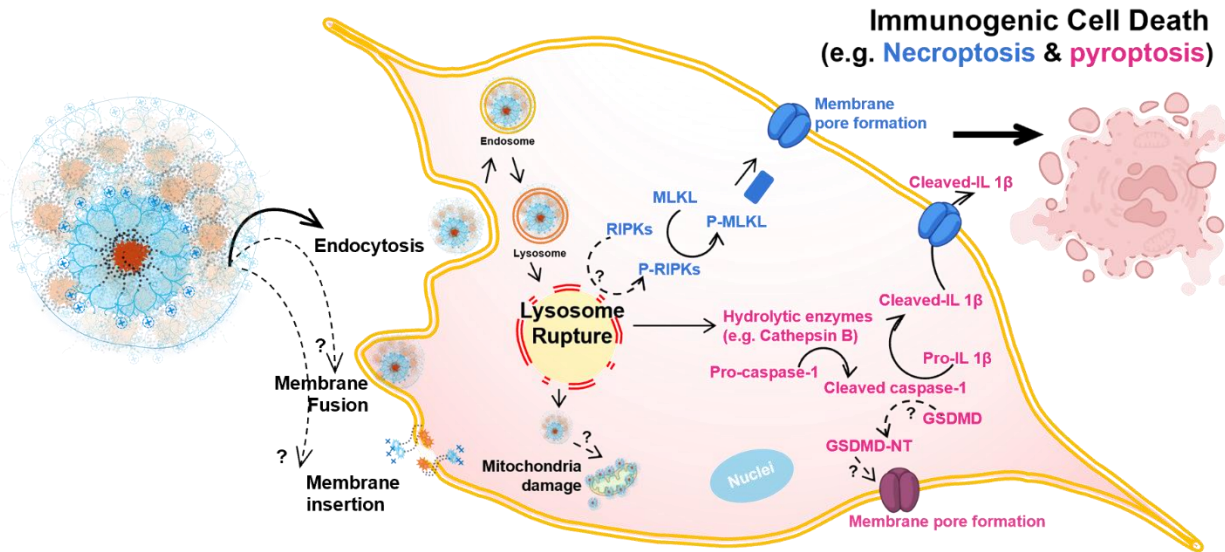 Immunogenic Cell Death
(e.g. Necroptosis & pyroptosis)
Endosome
Membrane
pore formation
Endocytosis
Lysosome
MLKL
RIPKs
P-MLKL
?
P-RIPKs
Cleaved-IL 1β
Lysosome
Rupture
Hydrolytic enzymes
(e.g. Cathepsin B)
Cleaved-IL 1β
Pro-caspase-1
Pro-IL 1β
Cleaved caspase-1
?
Membrane
Fusion
?
GSDMD
?
GSDMD-NT
?
Mitochondria
damage
Nuclei
?
Membrane
insertion
Membrane pore formation